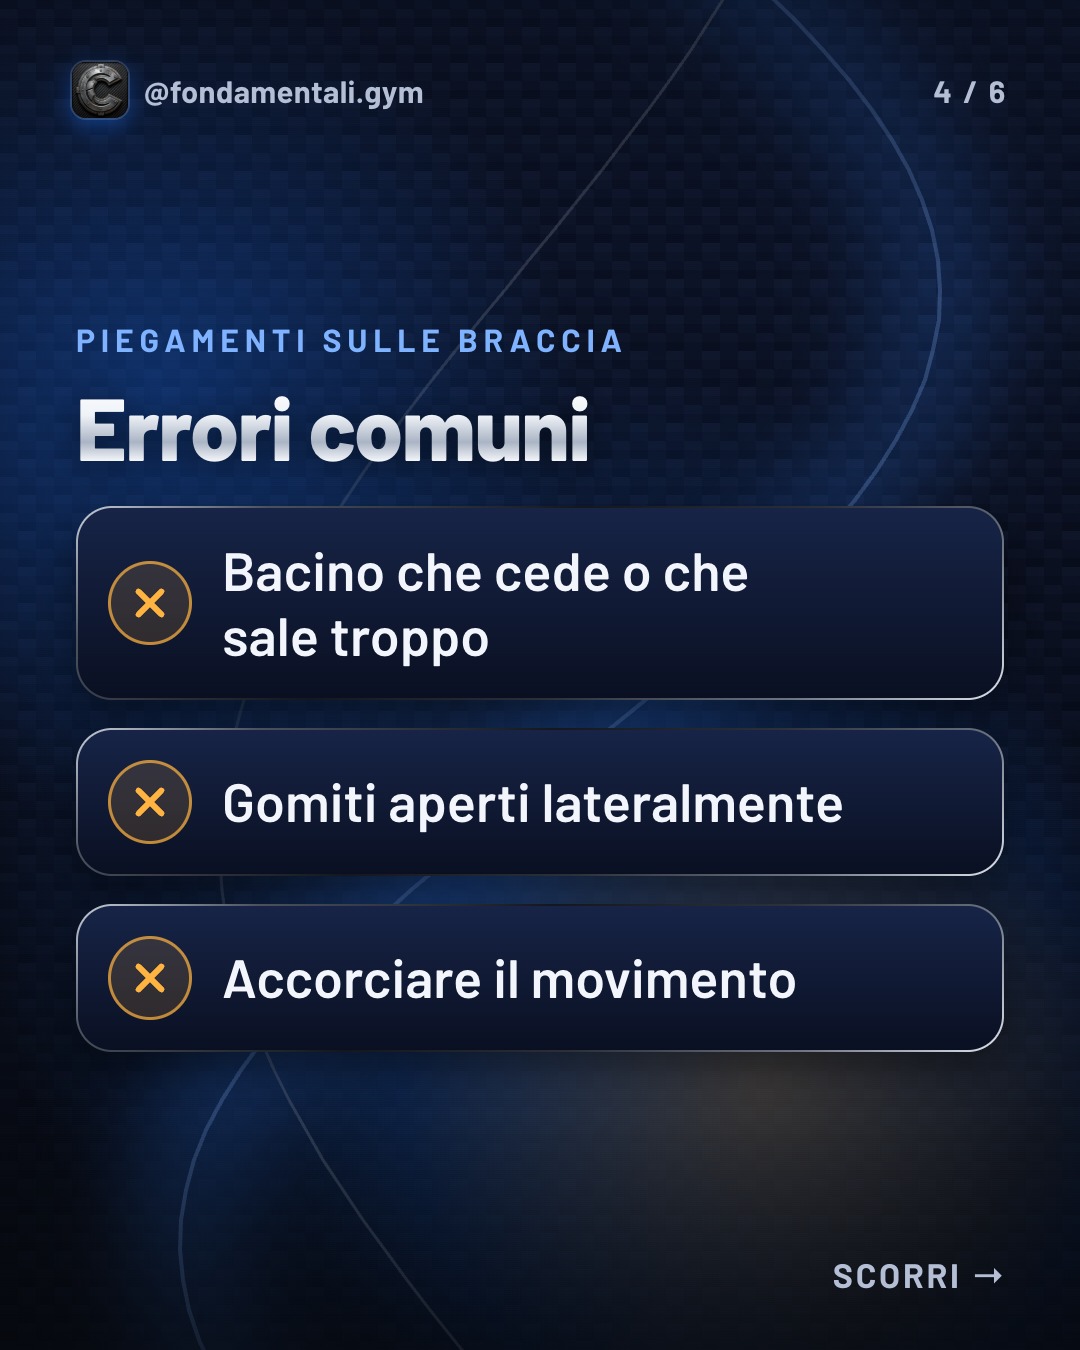 @fondamentali.gym
4 / 6
PIEGAMENTI SULLE BRACCIA
Errori comuni
Bacino che cede o che
sale troppo
Gomiti aperti lateralmente
Accorciare il movimento
SCORRI →